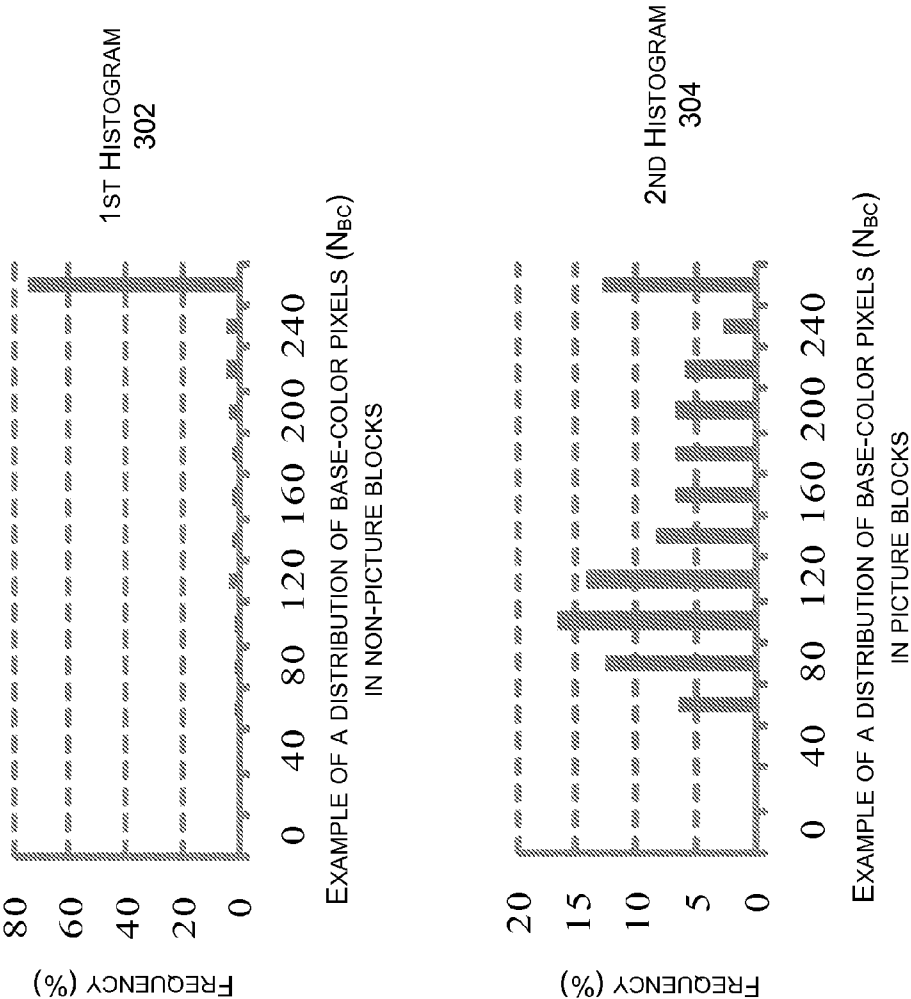 1ST HISTOGRAM
302
FREQUENCY (%)
80
60
40
20
0
0 40 80 120 160 200 240
EXAMPLE OF A DISTRIBUTION OF BASE-COLOR PIXELS (NBC)
IN NON-PICTURE BLOCKS
2ND HISTOGRAM
304
FREQUENCY (%)
20
15
10
5
0
0 40 80 120 160 200 240
EXAMPLE OF A DISTRIBUTION OF BASE-COLOR PIXELS (NBC)
IN PICTURE BLOCKS